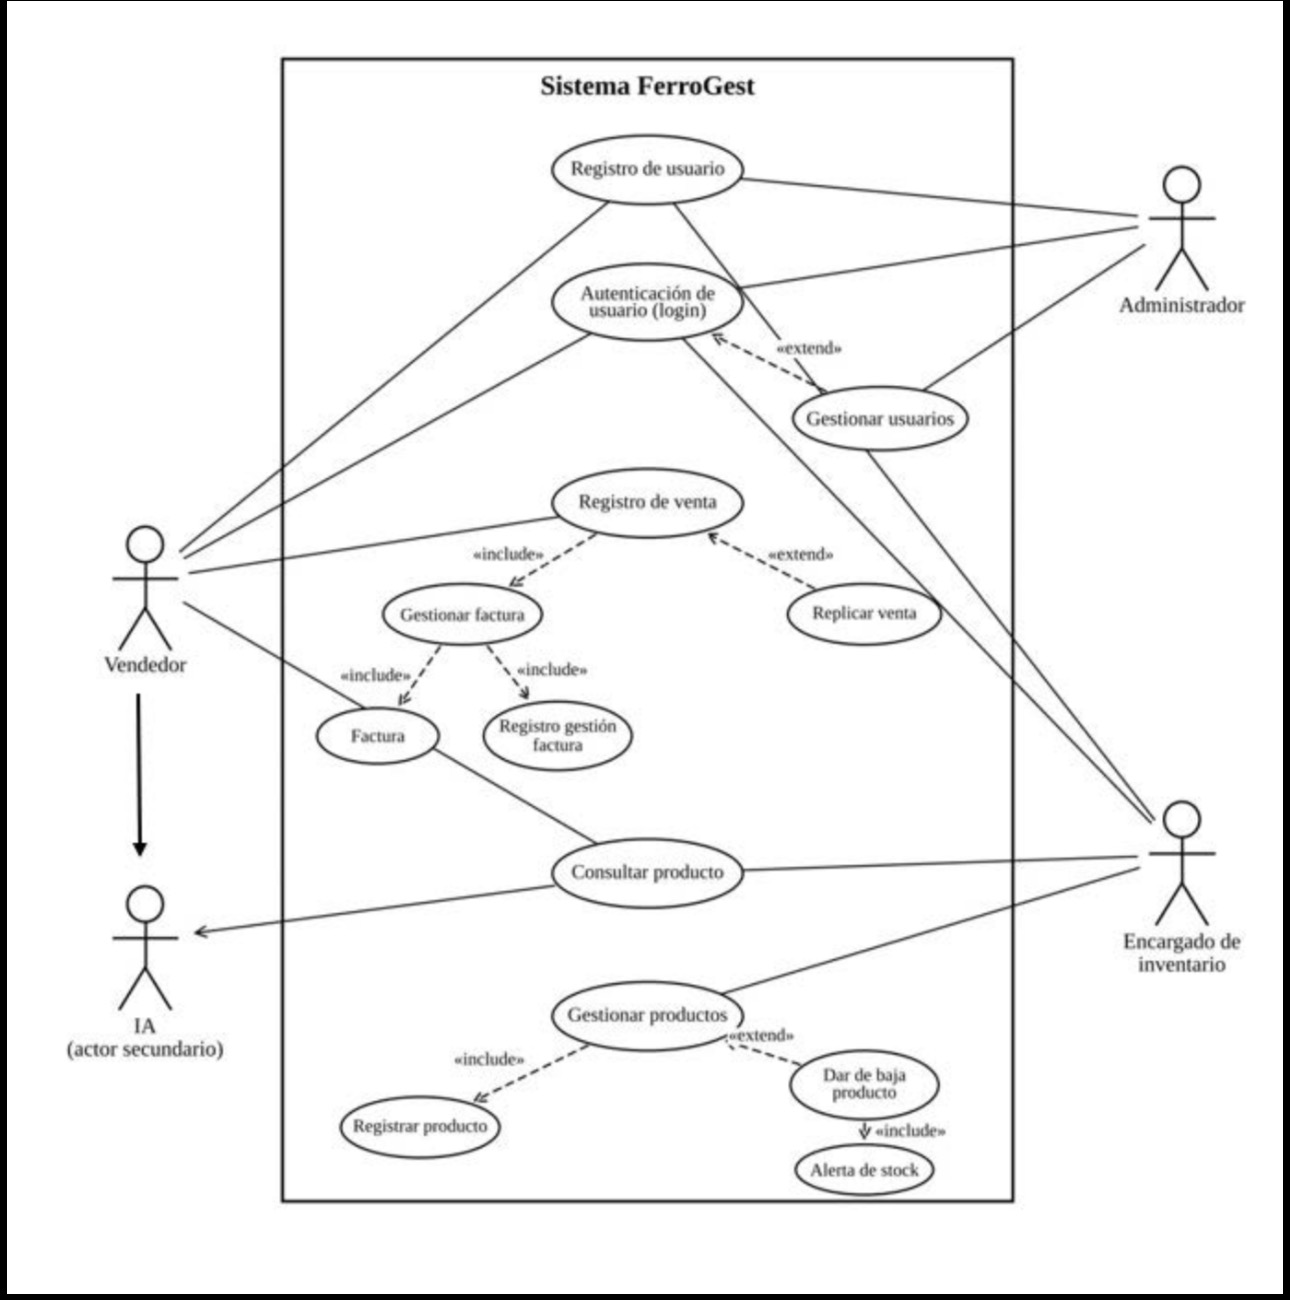 Sistema FerroGest
Registro de usuario
Administrador
Autenticación de
usuario (login)
«extend»
Gestionar usuarios
Registro de venta
«include»
«extend»
Gestionar factura
Replicar venta
Vendedor
«include»
«include»
Factura
Registro gestión
factura
Consultar producto
Encargado de
inventario
IA
(actor secundario)
Gestionar productos
«extend»
«include»
Dar de baja
producto
Registrar producto
«include»
Alerta de stock